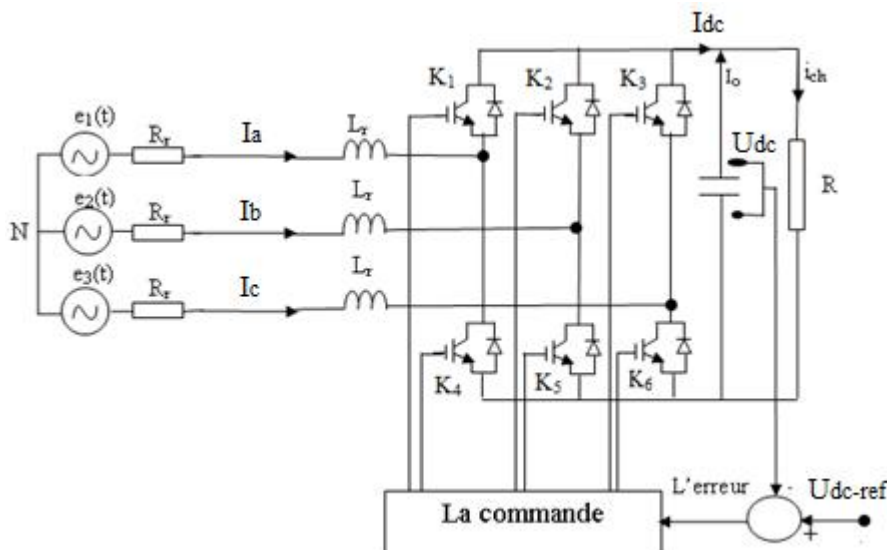 Idc
K1 K2 K3
Io
ich
e1(t)
Rr
Ia
Lr
Udc
R
e2(t)
N
Rr
Ib
Lr
e3(t)
Rr
Ic
Lr
K4 K5 K6
L'erreur
-
Udc-ref
La commande
+